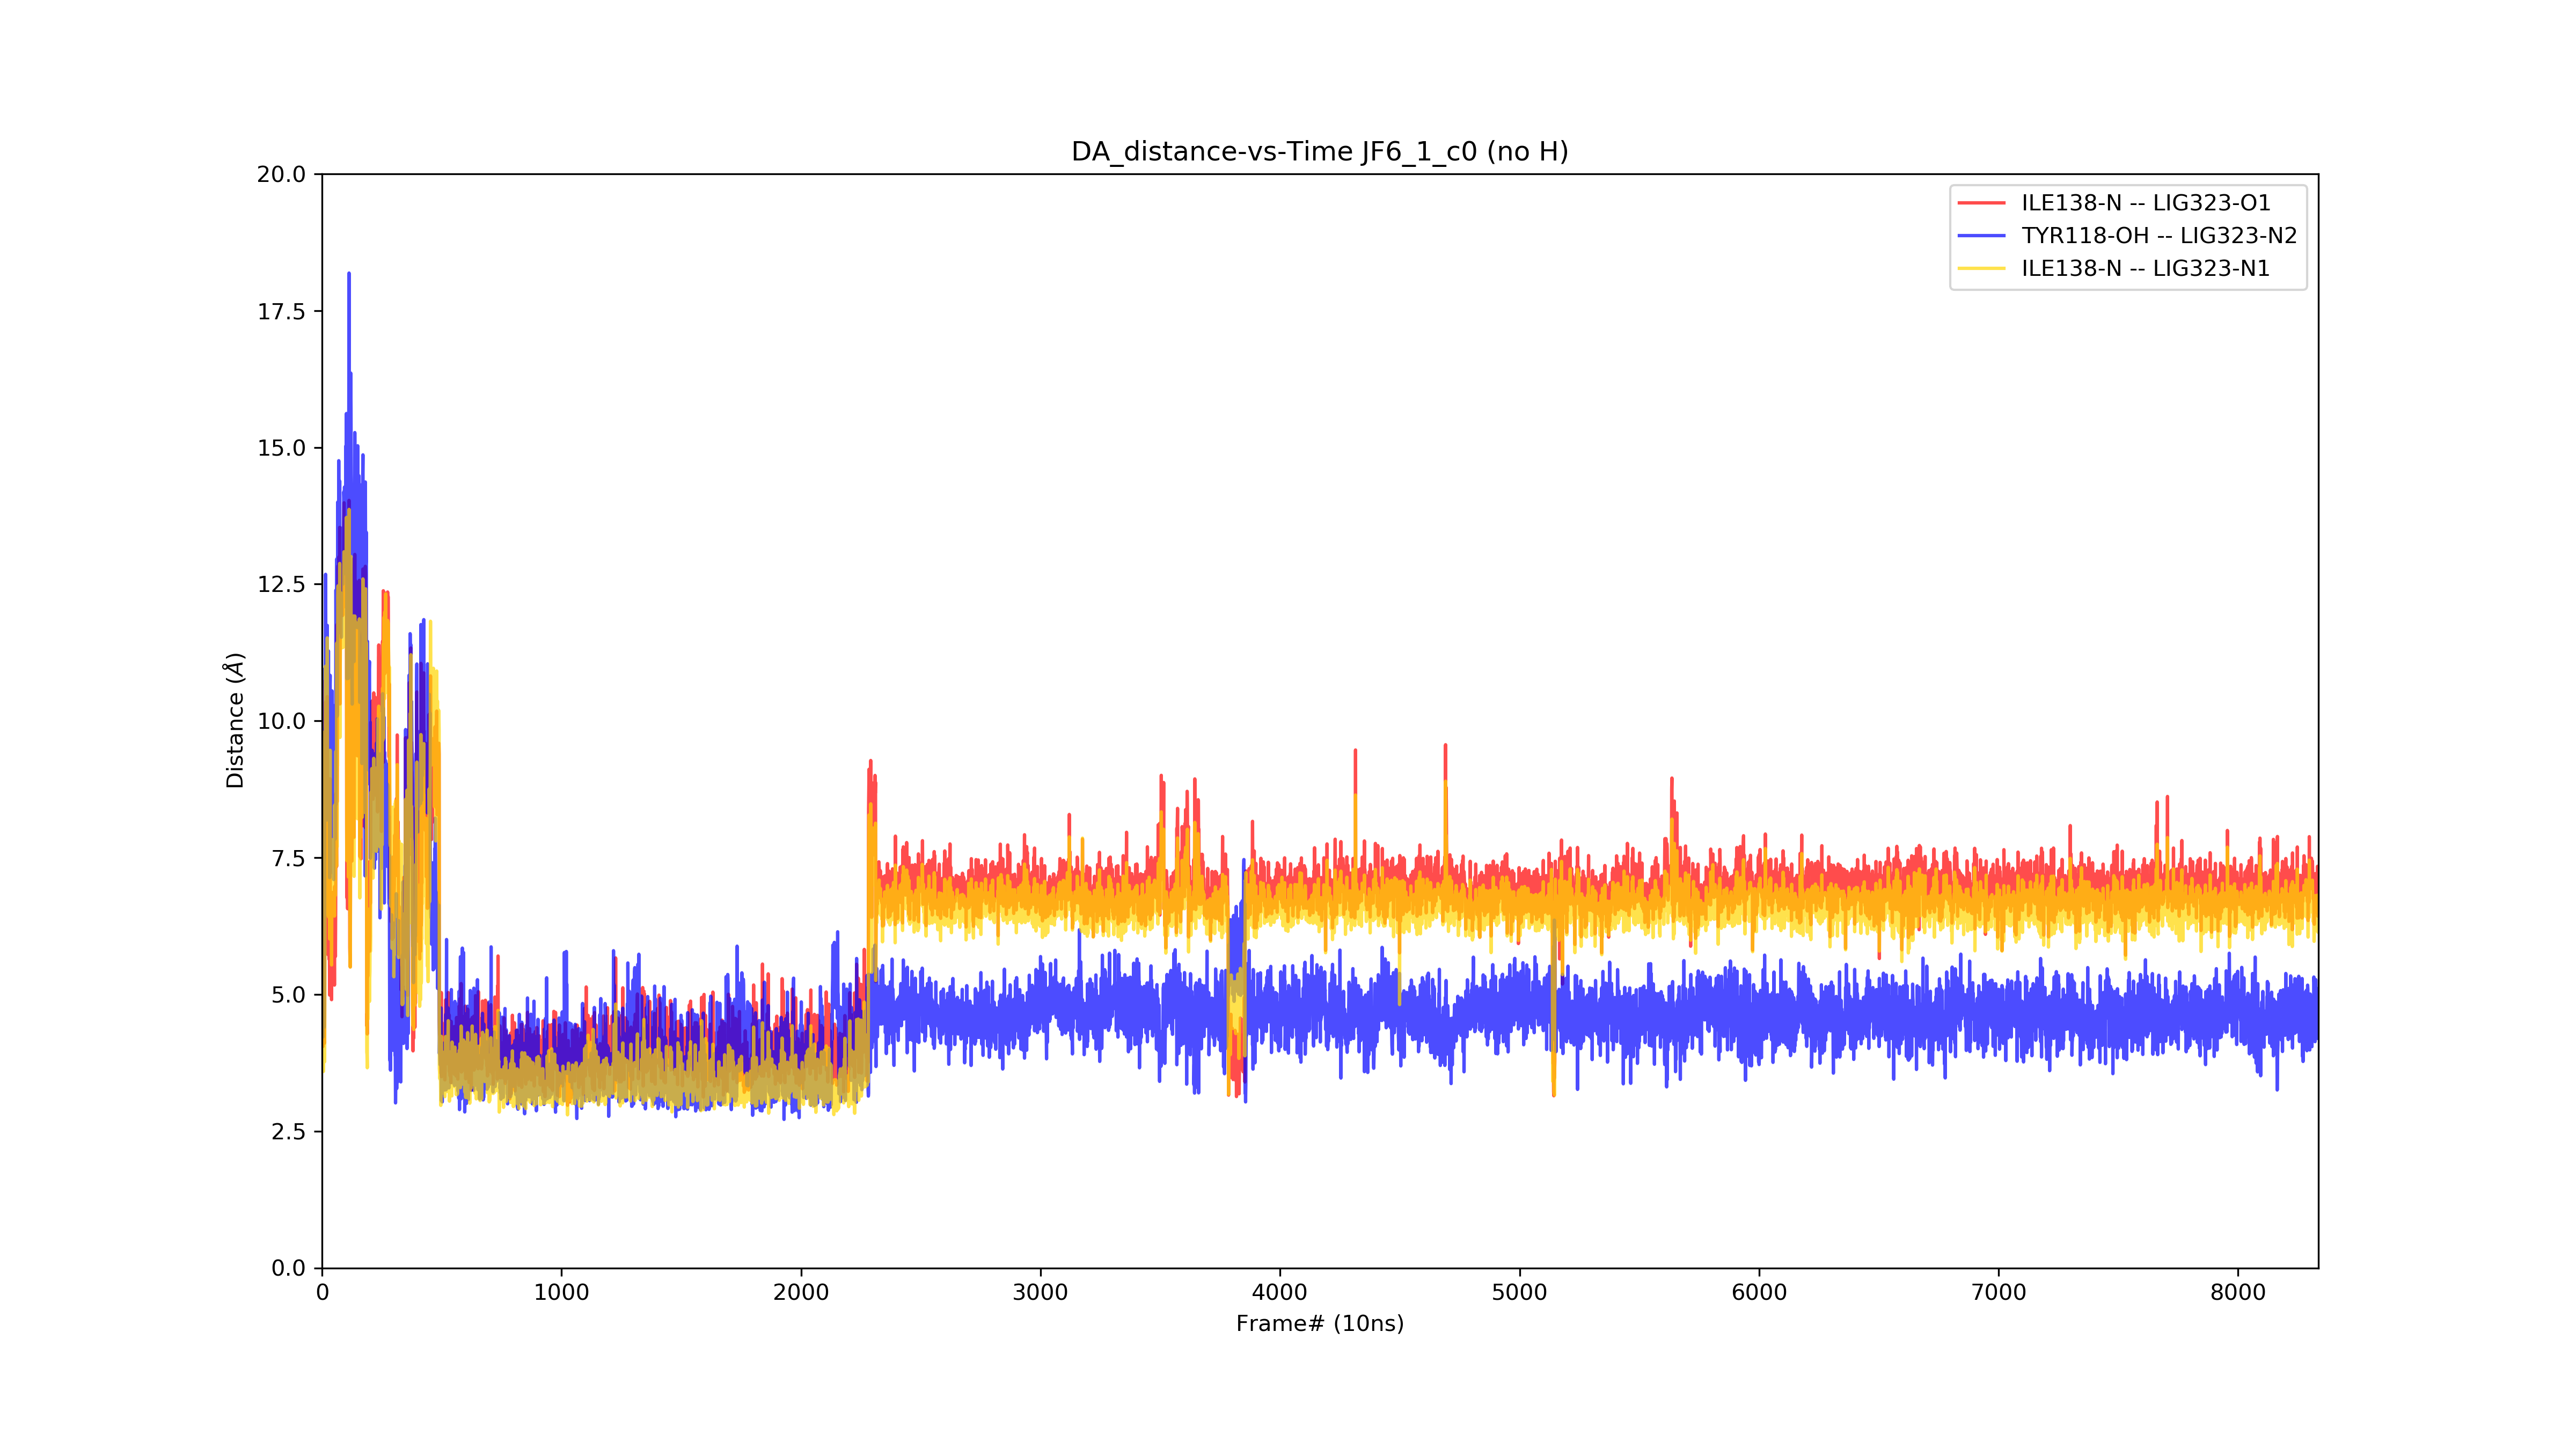 DA_distance-vs-Time JF6_1_c0 (no H)
ILE138-N -- LIG323-O1
TYR118-OH -- LIG323-N2
ILE138-N -- LIG323-N1
20.0
17.5
15.0
12.5
10.0
7.5
5.0
2.5
0.0
Distance (Å)
0 1000 2000 3000 4000 5000 6000 7000 8000
Frame# (10ns)